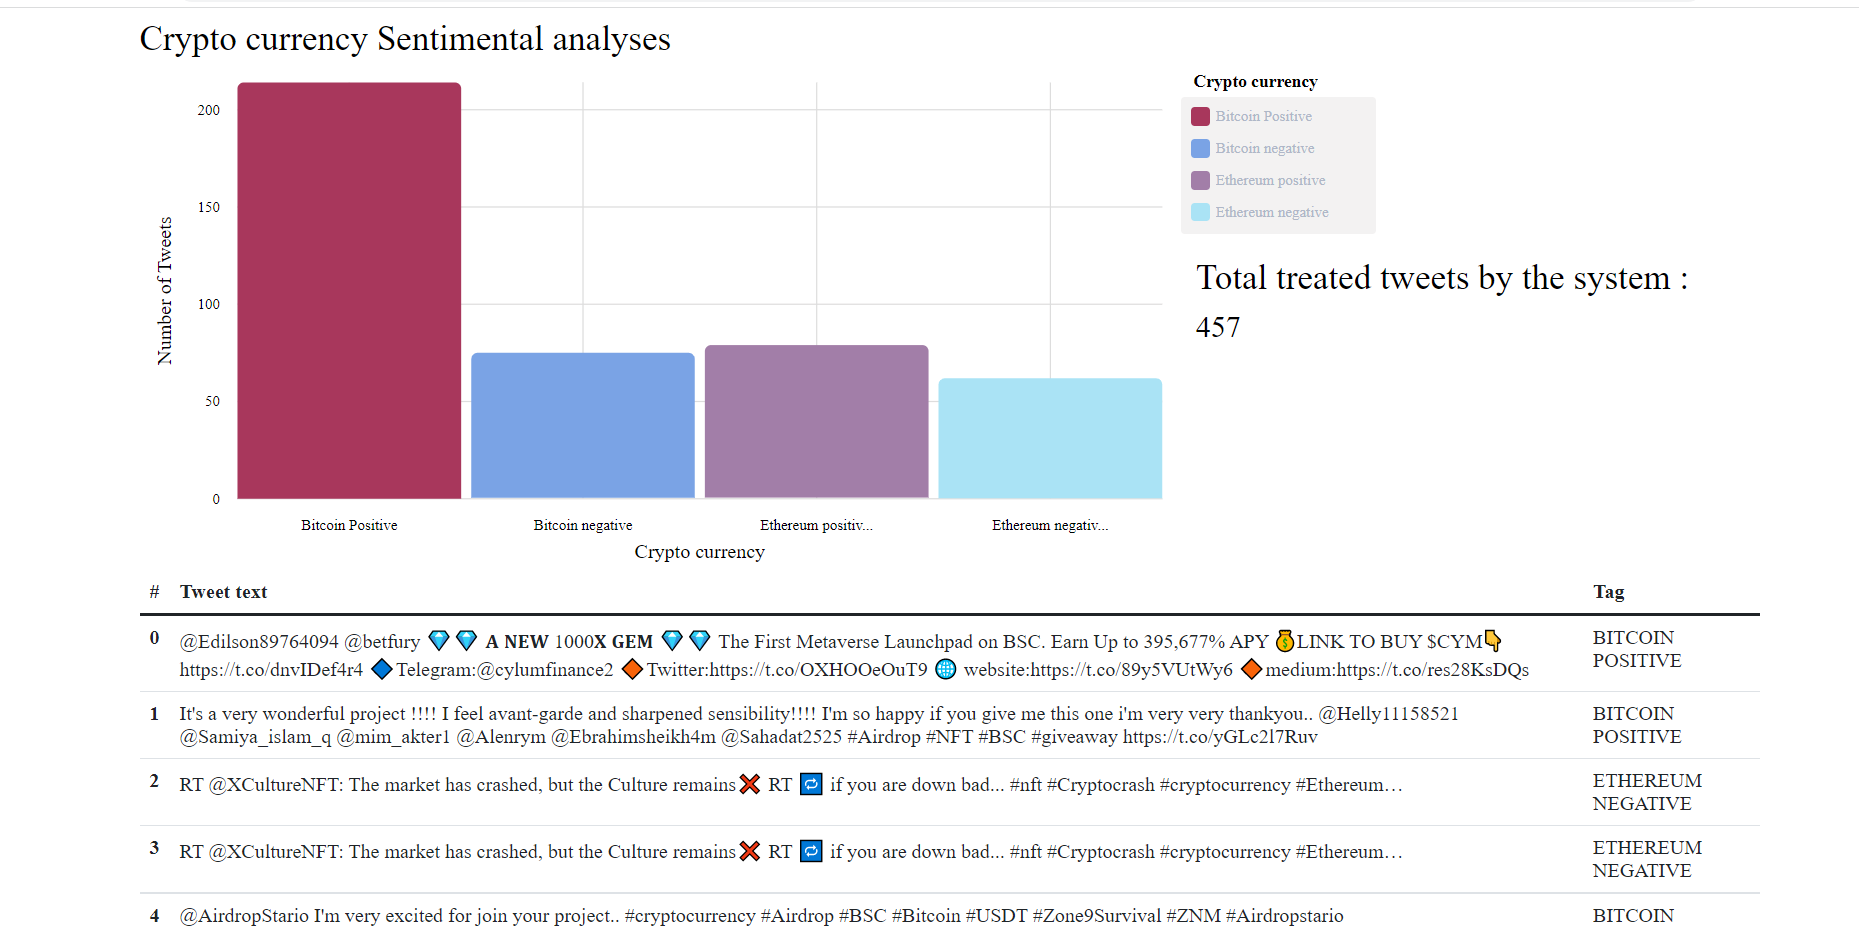 Crypto currency Sentimental analyses
200
150
100
50
0
Number of Tweets
Bitcoin Positive
Bitcoin negative
Ethereum positiv...
Ethereum negativ...
Crypto currency
Crypto currency
Bitcoin Positive
Bitcoin negative
Ethereum positive
Ethereum negative
Total treated tweets by the system :
457
# Tweet text Tag
0 @Edilson89764094 @betfury 💎💎 A NEW 1000X GEM 💎💎 The First Metaverse Launchpad on BSC. Earn Up to 395,677% APY 💰LINK TO BUY $CYM👇 BITCOIN
https://t.co/dnvIDef4r4 🔷Telegram:@cylumfinance2 🔶Twitter:https://t.co/OXHOOeOuT9 🌐 website:https://t.co/89y5VUtWy6 🔶medium:https://t.co/res28KsDQs POSITIVE
1 It's a very wonderful project !!!! I feel avant-garde and sharpened sensibility!!!! I'm so happy if you give me this one i'm very very thankyou.. @Helly11158521 BITCOIN
@Samiya_islam_q @mim_akter1 @Alenrym @Ebrahimsheikh4m @Sahadat2525 #Airdrop #NFT #BSC #giveaway https://t.co/yGLc2l7Ruv POSITIVE
2 RT @XCultureNFT: The market has crashed, but the Culture remains❌ RT 🔁 if you are down bad... #nft #Cryptocrash #cryptocurrency #Ethereum… ETHEREUM
NEGATIVE
3 RT @XCultureNFT: The market has crashed, but the Culture remains❌ RT 🔁 if you are down bad... #nft #Cryptocrash #cryptocurrency #Ethereum… ETHEREUM
NEGATIVE
4 @AirdropStario I'm very excited for join your project.. #cryptocurrency #Airdrop #BSC #Bitcoin #USDT #Zone9Survival #ZNM #Airdropstario BITCOIN